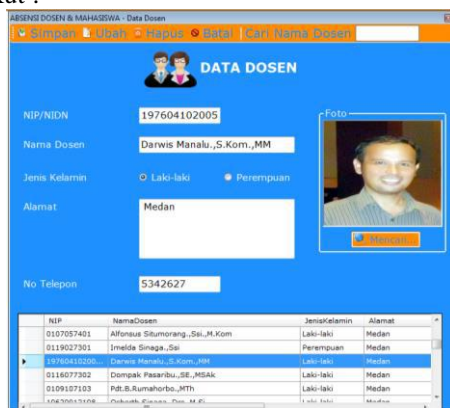 kut :
ABSENSI DOSEN & MAHASISWA - Data Dosen
Simpan Ubah Hapus Batal Cari Nama Dosen
DATA DOSEN
NIP/NIDN 197604102005
Foto
Nama Dosen Darwis Manalu.,S.Kom.,MM
Jenis Kelamin Laki-laki Perempuan
Alamat Medan
Mencari...
No Telepon 5342627
NIP NamaDosen JenisKelamin Alamat
0107057401 Alfonsus Situmorang.,Ssi.,M.Kom Laki-laki Medan
0119027301 Imelda Sinaga.,Ssi Perempuan Medan
19760410200... Darwis Manalu.,S.Kom.,MM Laki-laki Medan
0116077302 Dompak Pasaribu.,SE.,MSAk Laki-laki Medan
0109107103 Pdt.B.Rumahorbo.,MTh Laki-laki Medan
Laki-laki Medan